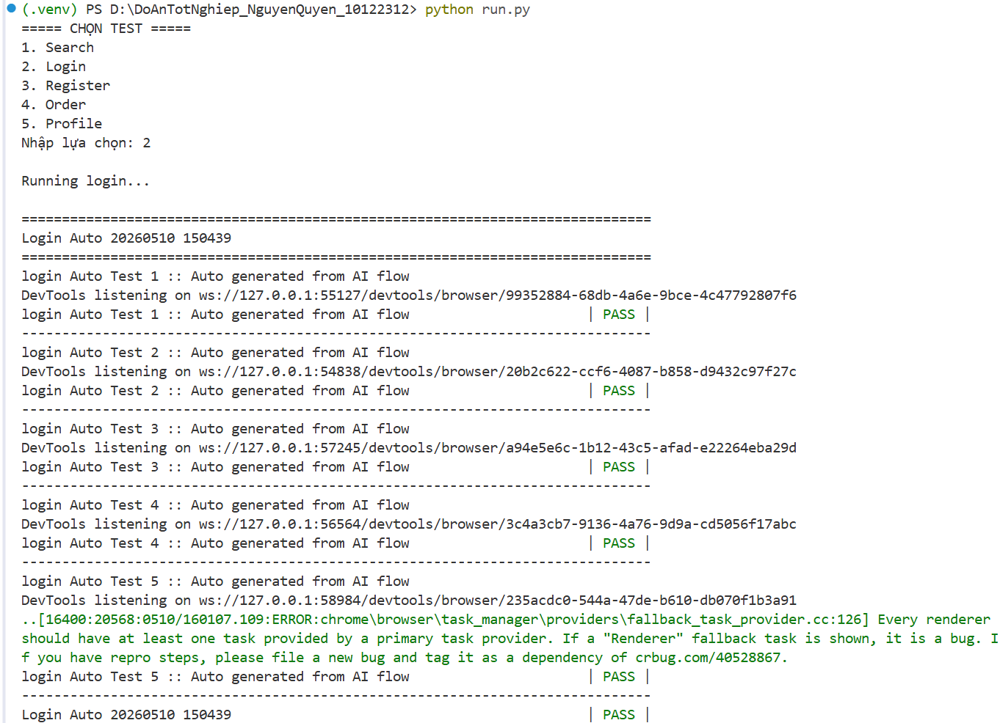 (.venv) PS D:\DoAnTotNghiep_NguyenQuyen_10122312> python run.py
===== CHỌN TEST =====
1. Search
2. Login
3. Register
4. Order
5. Profile
Nhập lựa chọn: 2
Running login...
==============================================================================
Login Auto 20260510 150439
==============================================================================
login Auto Test 1 :: Auto generated from AI flow
DevTools listening on ws://127.0.0.1:55127/devtools/browser/99352884-68db-4a6e-9bce-4c47792807f6
login Auto Test 1 :: Auto generated from AI flow                      | PASS |
------------------------------------------------------------------------------
login Auto Test 2 :: Auto generated from AI flow
DevTools listening on ws://127.0.0.1:54838/devtools/browser/20b2c622-ccf6-4087-b858-d9432c97f27c
login Auto Test 2 :: Auto generated from AI flow                      | PASS |
------------------------------------------------------------------------------
login Auto Test 3 :: Auto generated from AI flow
DevTools listening on ws://127.0.0.1:57245/devtools/browser/a94e5e6c-1b12-43c5-afad-e22264eba29d
login Auto Test 3 :: Auto generated from AI flow                      | PASS |
------------------------------------------------------------------------------
login Auto Test 4 :: Auto generated from AI flow
DevTools listening on ws://127.0.0.1:56564/devtools/browser/3c4a3cb7-9136-4a76-9d9a-cd5056f17abc
login Auto Test 4 :: Auto generated from AI flow                      | PASS |
------------------------------------------------------------------------------
login Auto Test 5 :: Auto generated from AI flow
DevTools listening on ws://127.0.0.1:58984/devtools/browser/235acdc0-544a-47de-b610-db070f1b3a91
..[16400:20568:0510/160107.109:ERROR:chrome\browser\task_manager\providers\fallback_task_provider.cc:126] Every renderer
should have at least one task provided by a primary task provider. If a "Renderer" fallback task is shown, it is a bug. I
f you have repro steps, please file a new bug and tag it as a dependency of crbug.com/40528867.
login Auto Test 5 :: Auto generated from AI flow                      | PASS |
------------------------------------------------------------------------------
Login Auto 20260510 150439                                            | PASS |